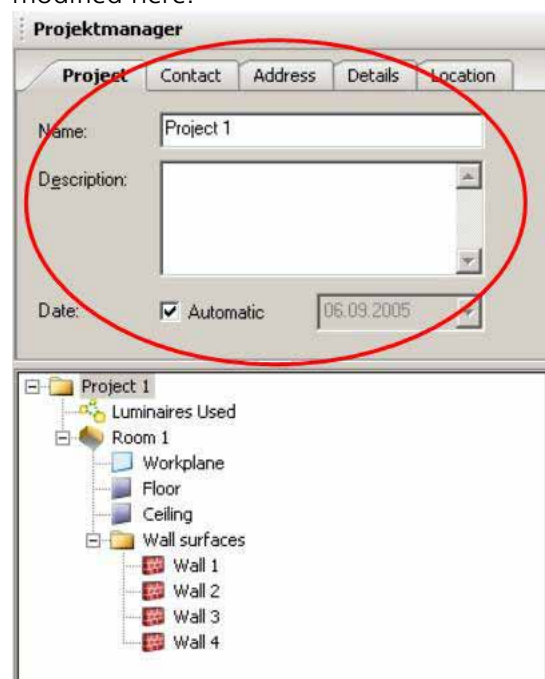 modified here.
Projektmanager
Project Contact Address Details Location
Name: Project 1
Description:
Date: Automatic 06.09.2005
Project 1
Luminaires Used
Room 1
Workplane
Floor
Ceiling
Wall surfaces
Wall 1
Wall 2
Wall 3
Wall 4